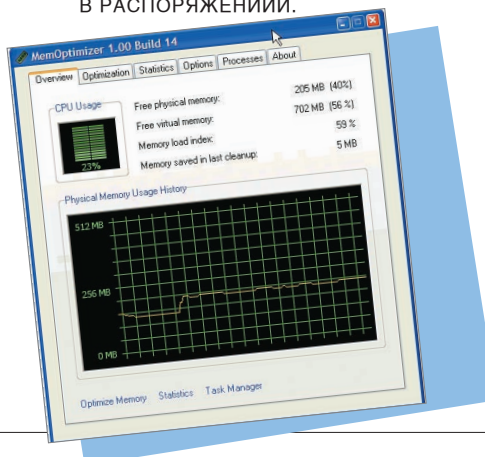 В РАСПОРЯЖЕНИИИ.
MemOptimizer 1.00 Build 14
Overview Optimization Statistics Options Processes About
CPU Usage
23%
Free physical memory: 205 MB (40%)
Free virtual memory: 702 MB (56 %)
Memory load index: 59 %
Memory saved in last cleanup: 5 MB
Physical Memory Usage History
512 MB
256 MB
0 MB
Optimize Memory Statistics Task Manager